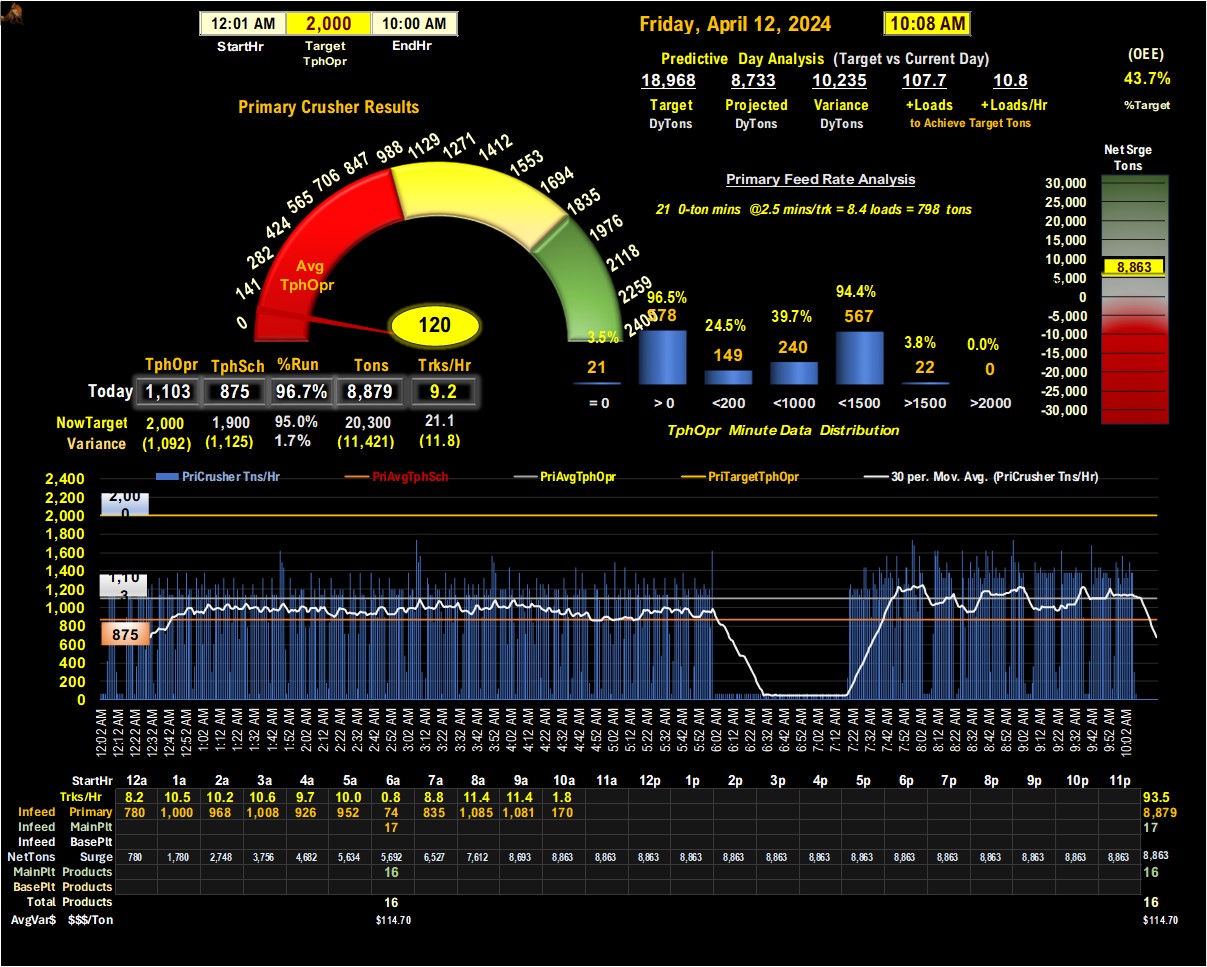 12:01 AM 2,000 10:00 AM
StartHr Target EndHr
TphOpr
Friday, April 12, 2024 10:08 AM
Predictive Day Analysis (Target vs Current Day)
18,968 8,733 10,235 107.7 10.8
Target Projected Variance +Loads +Loads/Hr
DyTons DyTons DyTons to Achieve Target Tons
(OEE)
43.7%
%Target
Primary Crusher Results
0 141 282 424 565 706 847 988 1129 1271 1412 1553 1694 1835 1976 2118 2259 2400
Avg
TphOpr
120
Primary Feed Rate Analysis
21 0-ton mins @2.5 mins/trk = 8.4 loads = 798 tons
3.5% 96.5% 24.5% 39.7% 94.4% 3.8% 0.0%
21 578 149 240 567 22 0
= 0 > 0 <200 <1000 <1500 >1500 >2000
TphOpr Minute Data Distribution
Net Srge
Tons
30,000
25,000
20,000
15,000
10,000
8,863
5,000
0
-5,000
-10,000
-15,000
-20,000
-25,000
-30,000
TphOpr TphSch %Run Tons Trks/Hr
Today 1,103 875 96.7% 8,879 9.2
NowTarget 2,000 1,900 95.0% 20,300 21.1
Variance (1,092) (1,125) 1.7% (11,421) (11.8)
PriCrusher Tns/Hr PriAvgTphSch PriAvgTphOpr PriTargetTphOpr 30 per. Mov. Avg. (PriCrusher Tns/Hr)
2,400
2,200
2,000
1,800
1,600
1,400
1,200
1,000
800
600
400
200
0
2,00
0
1,10
3
875
12:02 AM 12:12 AM 12:22 AM 12:32 AM 12:42 AM 12:52 AM 1:02 AM 1:12 AM 1:22 AM 1:32 AM 1:42 AM 1:52 AM 2:02 AM 2:12 AM 2:22 AM 2:32 AM 2:42 AM 2:52 AM 3:02 AM 3:12 AM 3:22 AM 3:32 AM 3:42 AM 3:52 AM 4:02 AM 4:12 AM 4:22 AM 4:32 AM 4:42 AM 4:52 AM 5:02 AM 5:12 AM 5:22 AM 5:32 AM 5:42 AM 5:52 AM 6:02 AM 6:12 AM 6:22 AM 6:32 AM 6:42 AM 6:52 AM 7:02 AM 7:12 AM 7:22 AM 7:32 AM 7:42 AM 7:52 AM 8:02 AM 8:12 AM 8:22 AM 8:32 AM 8:42 AM 8:52 AM 9:02 AM 9:12 AM 9:22 AM 9:32 AM 9:42 AM 9:52 AM 10:02 AM
StartHr 12a 1a 2a 3a 4a 5a 6a 7a 8a 9a 10a 11a 12p 1p 2p 3p 4p 5p 6p 7p 8p 9p 10p 11p
Trks/Hr 8.2 10.5 10.2 10.6 9.7 10.0 0.8 8.8 11.4 11.4 1.8 93.5
Infeed Primary 780 1,000 968 1,008 926 952 74 835 1,085 1,081 170 8,879
Infeed MainPlt 17 17
Infeed BasePlt
NetTons Surge 780 1,780 2,748 3,756 4,682 5,634 5,692 6,527 7,612 8,693 8,863 8,863 8,863 8,863 8,863 8,863 8,863 8,863 8,863 8,863 8,863 8,863 8,863 8,863 8,863
MainPlt Products 16 16
BasePlt Products
Total Products 16 16
AvgVar$ $$$/Ton $114.70 $114.70